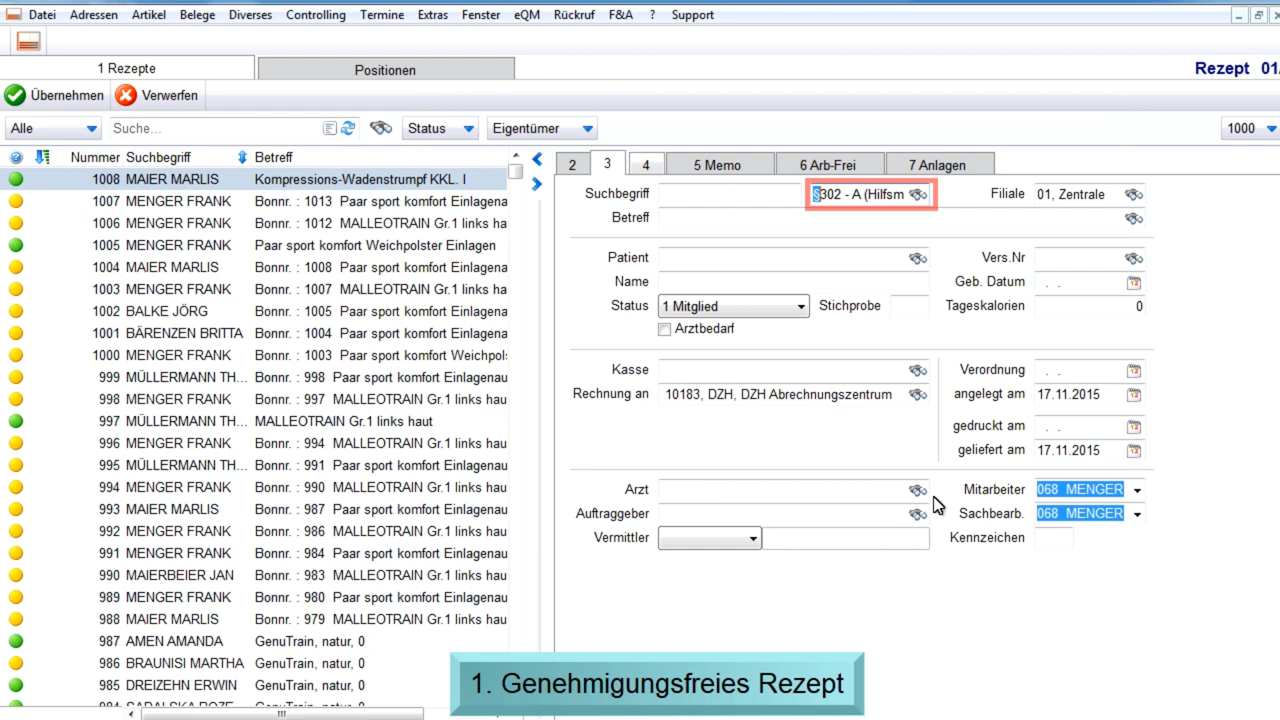 Datei Adressen Artikel Belege Diverses Controlling Termine Extras Fenster eQM Rückruf F&A ? Support
1 Rezepte Positionen Rezept 01
Übernehmen Verwerfen
Alle Suche... Status Eigentümer 1000
Nummer Suchbegriff Betreff
1008 MAIER MARLIS Kompressions-Wadenstrumpf KKL. I
1007 MENGER FRANK Bonnr. : 1013 Paar sport komfort Einlagena
1006 MENGER FRANK Bonnr. : 1012 MALLEOTRAIN Gr.1 links ha
1005 MENGER FRANK Paar sport komfort Weichpolster Einlagen
1004 MAIER MARLIS Bonnr. : 1008 Paar sport komfort Einlagena
1003 MENGER FRANK Bonnr. : 1007 MALLEOTRAIN Gr.1 links ha
1002 BALKE JÖRG Bonnr. : 1005 Paar sport komfort Einlagena
1001 BÄRENZEN BRITTA Bonnr. : 1004 Paar sport komfort Einlagena
1000 MENGER FRANK Bonnr. : 1003 Paar sport komfort Weichpol
999 MÜLLERMANN TH... Bonnr. : 998 Paar sport komfort Einlagenau
998 MENGER FRANK Bonnr. : 997 MALLEOTRAIN Gr.1 links hau
997 MÜLLERMANN TH... MALLEOTRAIN Gr.1 links haut
996 MENGER FRANK Bonnr. : 994 MALLEOTRAIN Gr.1 links hau
995 MÜLLERMANN TH... Bonnr. : 991 Paar sport komfort Einlagenau
994 MENGER FRANK Bonnr. : 990 MALLEOTRAIN Gr.1 links hau
993 MAIER MARLIS Bonnr. : 987 Paar sport komfort Einlagenau
992 MENGER FRANK Bonnr. : 986 MALLEOTRAIN Gr.1 links hau
991 MENGER FRANK Bonnr. : 984 Paar sport komfort Einlagenau
990 MAIERBEIER JAN Bonnr. : 983 MALLEOTRAIN Gr.1 links hau
989 MENGER FRANK Bonnr. : 980 Paar sport komfort Einlagenau
988 MAIER MARLIS Bonnr. : 979 MALLEOTRAIN Gr.1 links hau
987 AMEN AMANDA GenuTrain, natur, 0
986 BRAUNISI MARTHA GenuTrain, natur, 0
985 DREIZEHN ERWIN GenuTrain, natur, 0
2 3 4 5 Memo 6 Arb-Frei 7 Anlagen
Suchbegriff §302 - A (Hilfsm Filiale 01, Zentrale
Betreff
Patient Vers.Nr
Name Geb. Datum . .
Status 1 Mitglied Stichprobe Tageskalorien 0
Arztbedarf
Kasse Verordnung . .
Rechnung an 10183, DZH, DZH Abrechnungszentrum angelegt am 17.11.2015
gedruckt am . .
geliefert am 17.11.2015
Arzt Mitarbeiter 068 MENGER
Auftraggeber Sachbearb. 068 MENGER
Vermittler Kennzeichen
1. Genehmigungsfreies Rezept